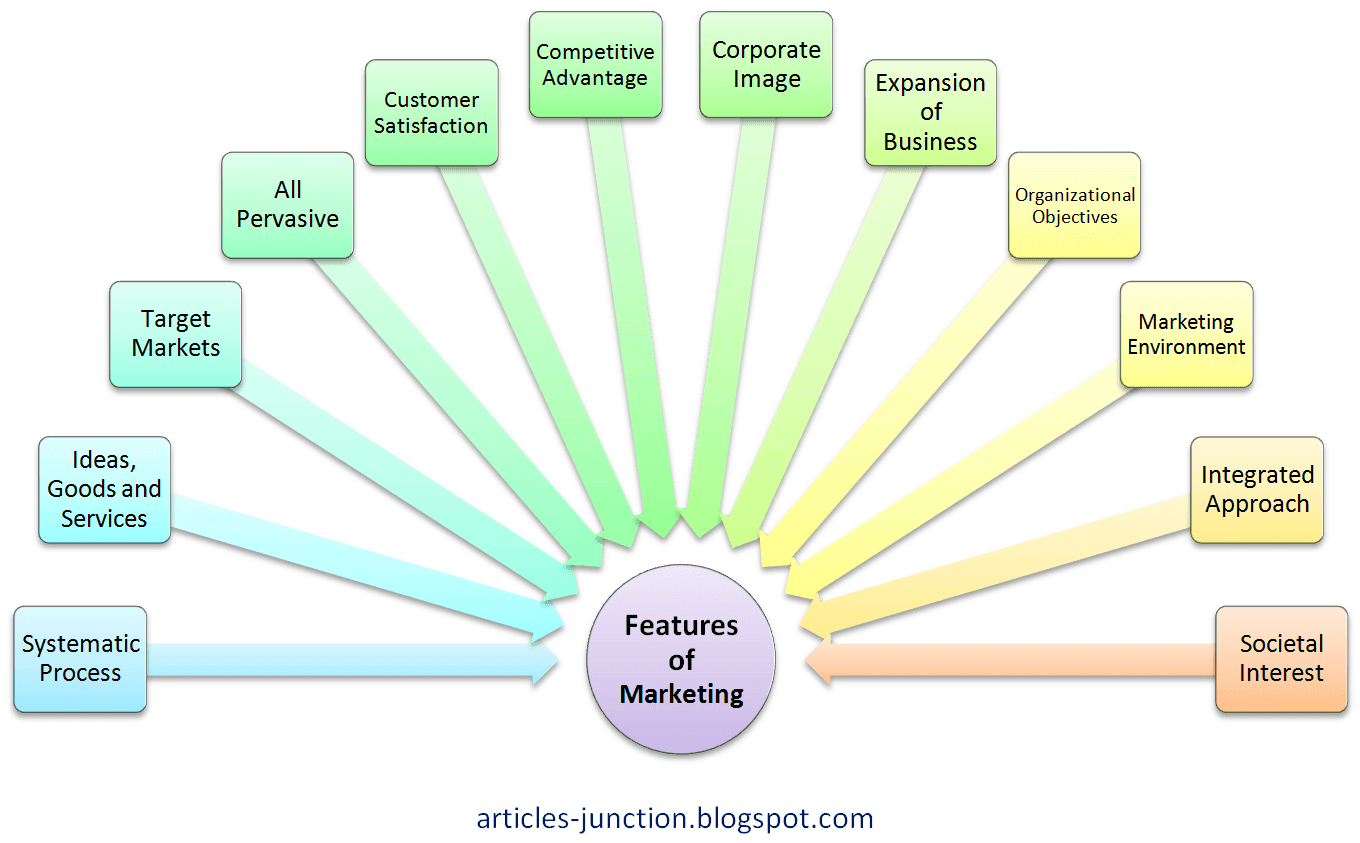 Competitive
Advantage
Corporate
Image
Customer
Satisfaction
Expansion
of
Business
All
Pervasive
Organizational
Objectives
Target
Markets
Marketing
Environment
Ideas,
Goods and
Services
Integrated
Approach
Systematic
Process
Features
of
Marketing
Societal
Interest
articles-junction.blogspot.com